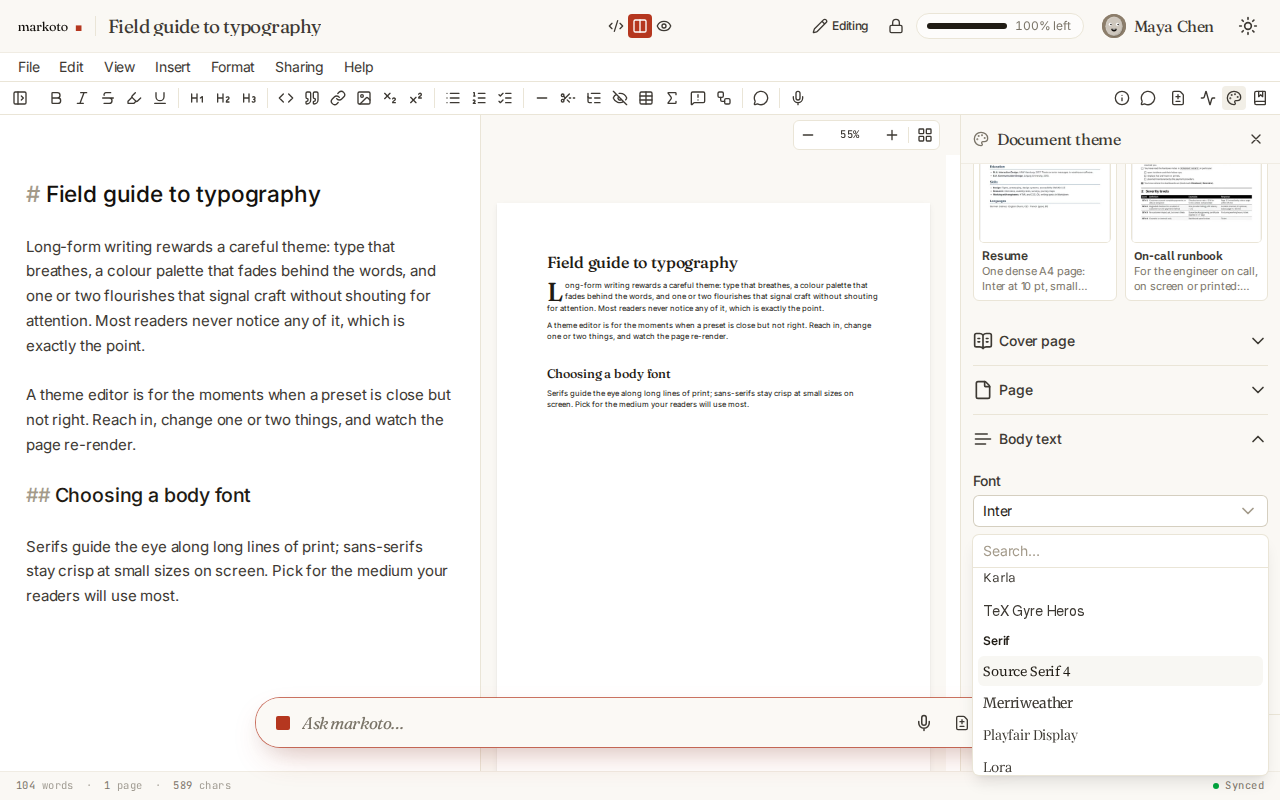 markoto
Field guide to typography
Editing
100% left
Maya Chen
File Edit View Insert Format Sharing Help
H1 H2 H3
55%
Document theme
# Field guide to typography
Long-form writing rewards a careful theme: type that
breathes, a colour palette that fades behind the words, and
one or two flourishes that signal craft without shouting for
attention. Most readers never notice any of it, which is
exactly the point.
A theme editor is for the moments when a preset is close but
not right. Reach in, change one or two things, and watch the
page re-render.
## Choosing a body font
Serifs guide the eye along long lines of print; sans-serifs
stay crisp at small sizes on screen. Pick for the medium your
readers will use most.
Field guide to typography
Long-form writing rewards a careful theme: type that breathes, a colour palette that
fades behind the words, and one or two flourishes that signal craft without shouting
for attention. Most readers never notice any of it, which is exactly the point.
A theme editor is for the moments when a preset is close but not right. Reach in, change
one or two things, and watch the page re-render.
Choosing a body font
Serifs guide the eye along long lines of print; sans-serifs stay crisp at small sizes on
screen. Pick for the medium your readers will use most.
Resume
One dense A4 page:
Inter at 10 pt, small...
On-call runbook
For the engineer on call,
on screen or printed:...
Cover page
Page
Body text
Font
Inter
Search...
Karla
TeX Gyre Heros
Serif
Source Serif 4
Merriweather
Playfair Display
Lora
Ask markoto...
104 words · 1 page · 589 chars
Synced